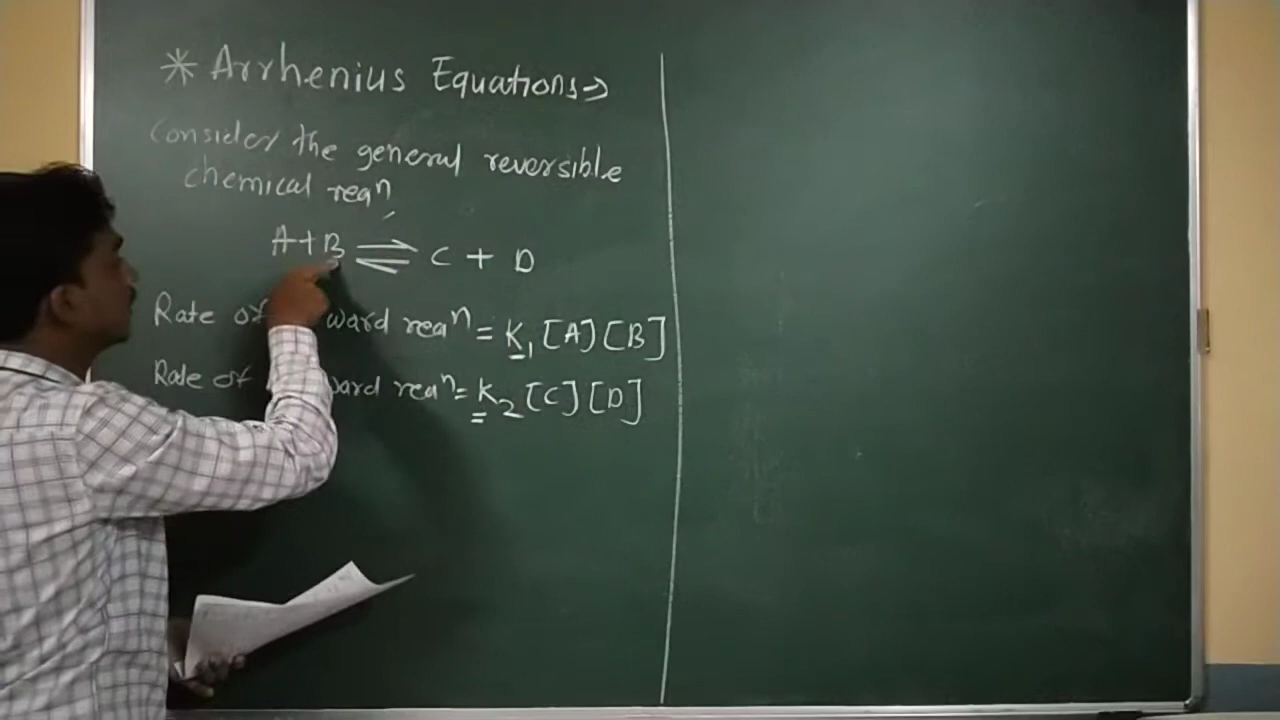 * Arrhenius Equations →
Consider the general reversible
chemical reaⁿ
A+B ⇌ C + D
Rate of ward reaⁿ = K₁ [A] [B]
Rate of ward reaⁿ = K₂ [C] [D]